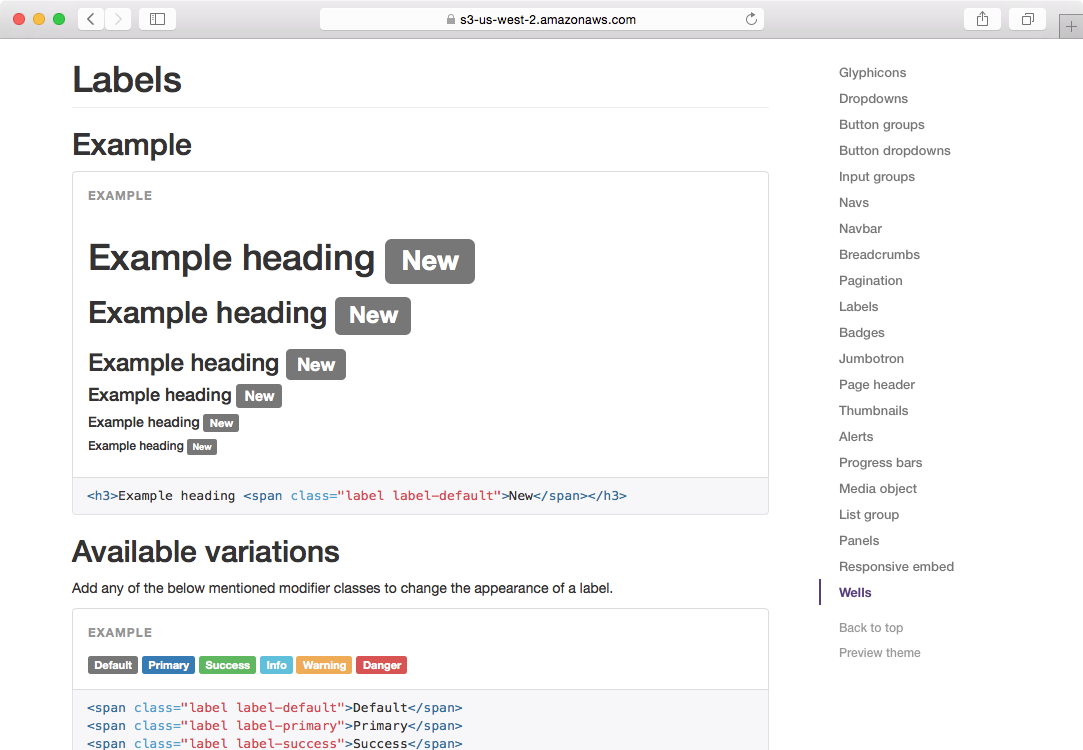 s3-us-west-2.amazonaws.com
Labels
Example
EXAMPLE
Example heading New
Example heading New
Example heading New
Example heading New
Example heading New
Example heading New
<h3>Example heading <span class="label label-default">New</span></h3>
Available variations
Add any of the below mentioned modifier classes to change the appearance of a label.
EXAMPLE
Default Primary Success Info Warning Danger
<span class="label label-default">Default</span>
<span class="label label-primary">Primary</span>
<span class="label label-success">Success</span>
Glyphicons
Dropdowns
Button groups
Button dropdowns
Input groups
Navs
Navbar
Breadcrumbs
Pagination
Labels
Badges
Jumbotron
Page header
Thumbnails
Alerts
Progress bars
Media object
List group
Panels
Responsive embed
Wells
Back to top
Preview theme